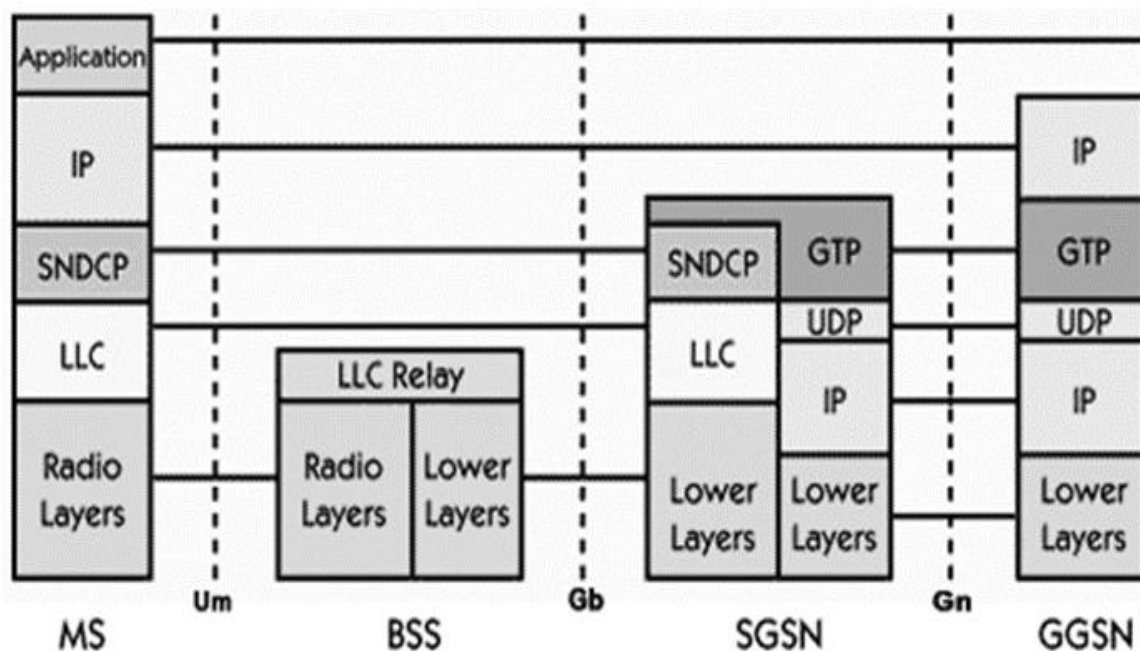 Application
IP
SNDCP
LLC
Radio
Layers
LLC Relay
Radio
Layers
Lower
Layers
SNDCP
GTP
LLC
UDP
IP
Lower
Layers
Lower
Layers
IP
GTP
UDP
IP
Lower
Layers
Um
Gb
Gn
MS
BSS
SGSN
GGSN